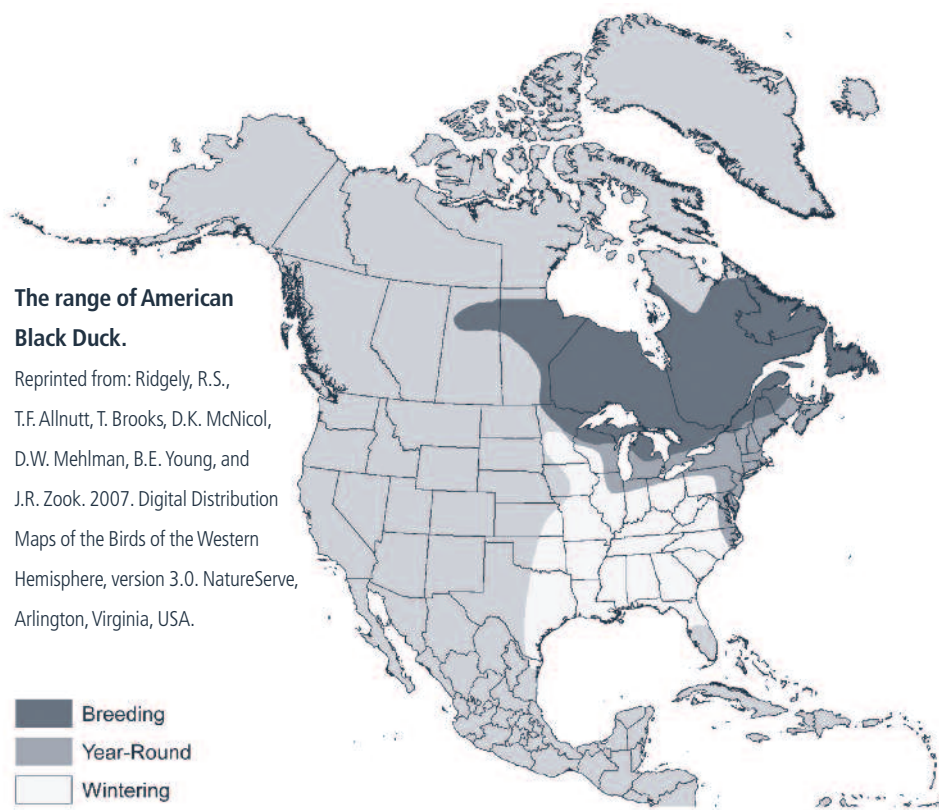 The range of American
Black Duck.
Reprinted from: Ridgely, R.S.,
T.F. Allnutt, T. Brooks, D.K. McNicol,
D.W. Mehlman, B.E. Young, and
J.R. Zook. 2007. Digital Distribution
Maps of the Birds of the Western
Hemisphere, version 3.0. NatureServe,
Arlington, Virginia, USA.
Breeding
Year-Round
Wintering